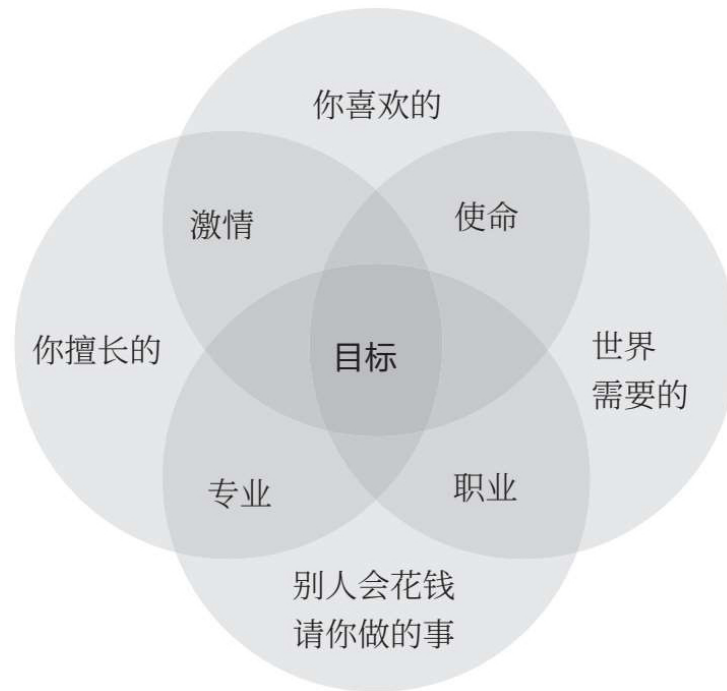 你喜欢的
激情
使命
你擅长的
目标
世界
需要的
专业
职业
别人会花钱
请你做的事